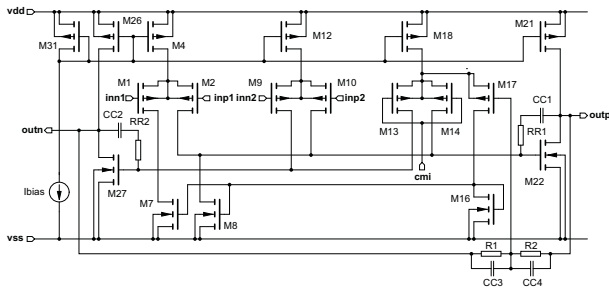 vdd
M26
M21
M31
M4
M12
M18
M1
M2
M9
M10
M17
CC1
inn1
inp1
inn2
inp2
outp
CC2
M13
M14
RR1
outn
RR2
cmi
M22
M27
Ibias
M7
M16
M8
vss
R1
R2
CC3
CC4